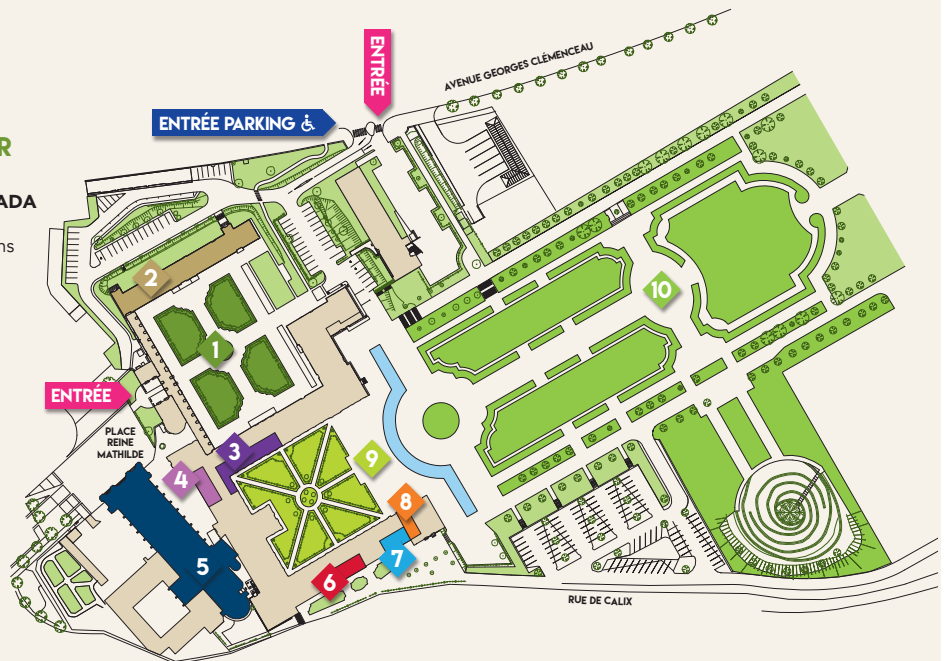 ENTRÉE
AVENUE GEORGES CLÉMENCEAU
ENTRÉE PARKING
R
ADA
ns
2
10
1
ENTRÉE
PLACE
REINE
MATHILDE
3
9
4
8
7
5
6
RUE DE CALIX